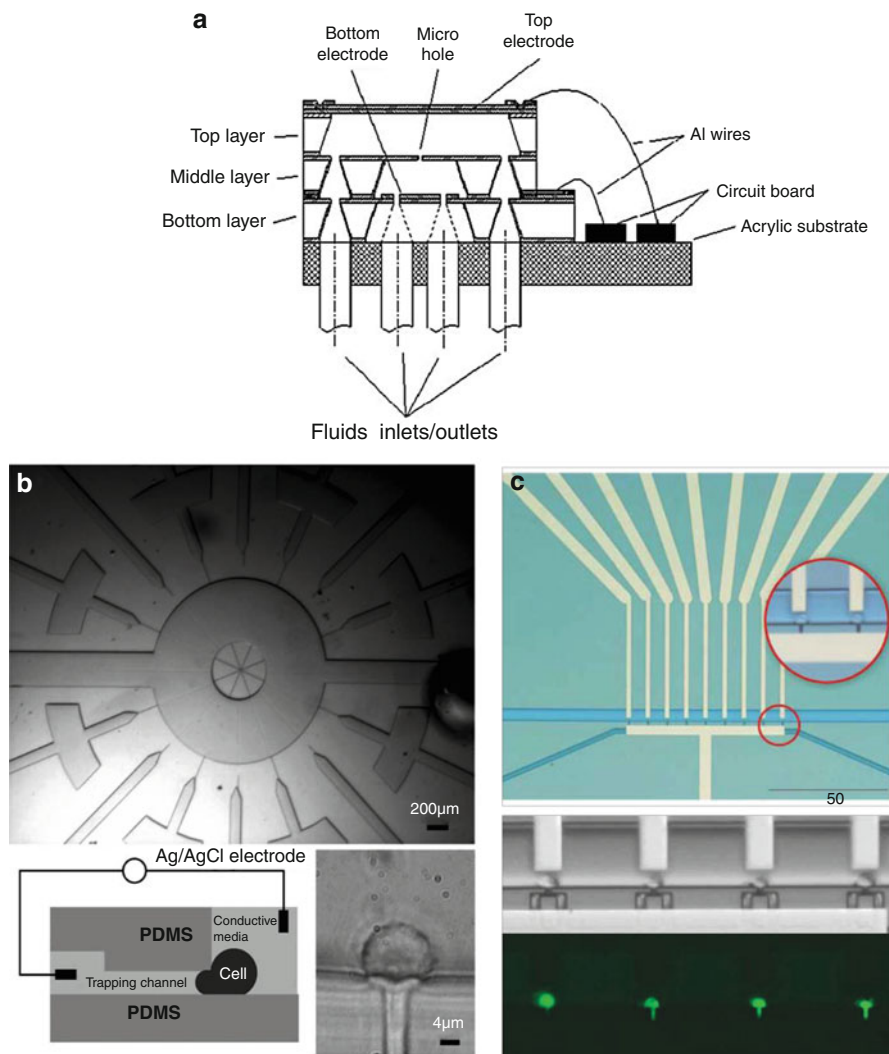 a
Bottom electrode
Micro hole
Top electrode
Top layer
Middle layer
Bottom layer
Al wires
Circuit board
Acrylic substrate
Fluids inlets/outlets
b
200µm
Ag/AgCl electrode
PDMS
Conductive media
Trapping channel
Cell
PDMS
4µm
c
50